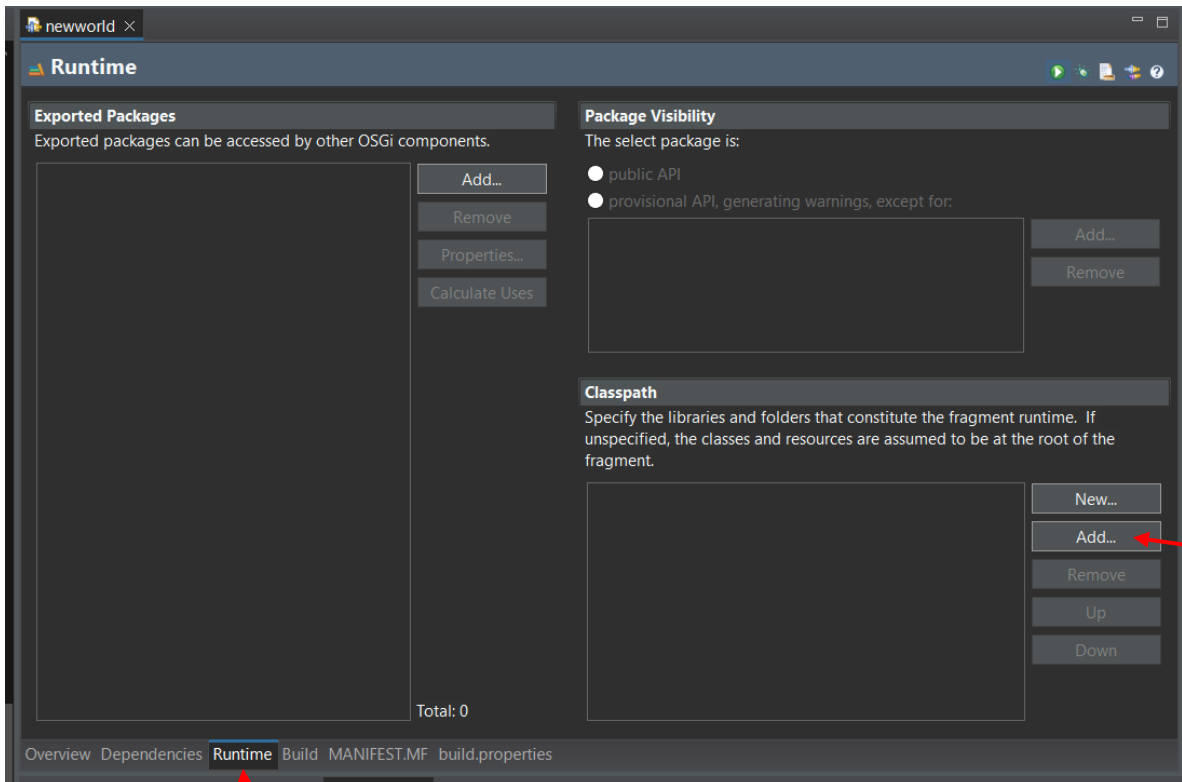 newworld
Runtime
Exported Packages
Exported packages can be accessed by other OSGi components.
Add...
Remove
Properties...
Calculate Uses
Total: 0
Package Visibility
The select package is:
public API
provisional API, generating warnings, except for:
Add...
Remove
Classpath
Specify the libraries and folders that constitute the fragment runtime. If
unspecified, the classes and resources are assumed to be at the root of the
fragment.
New...
Add...
Remove
Up
Down
Overview Dependencies Runtime Build MANIFEST.MF build.properties